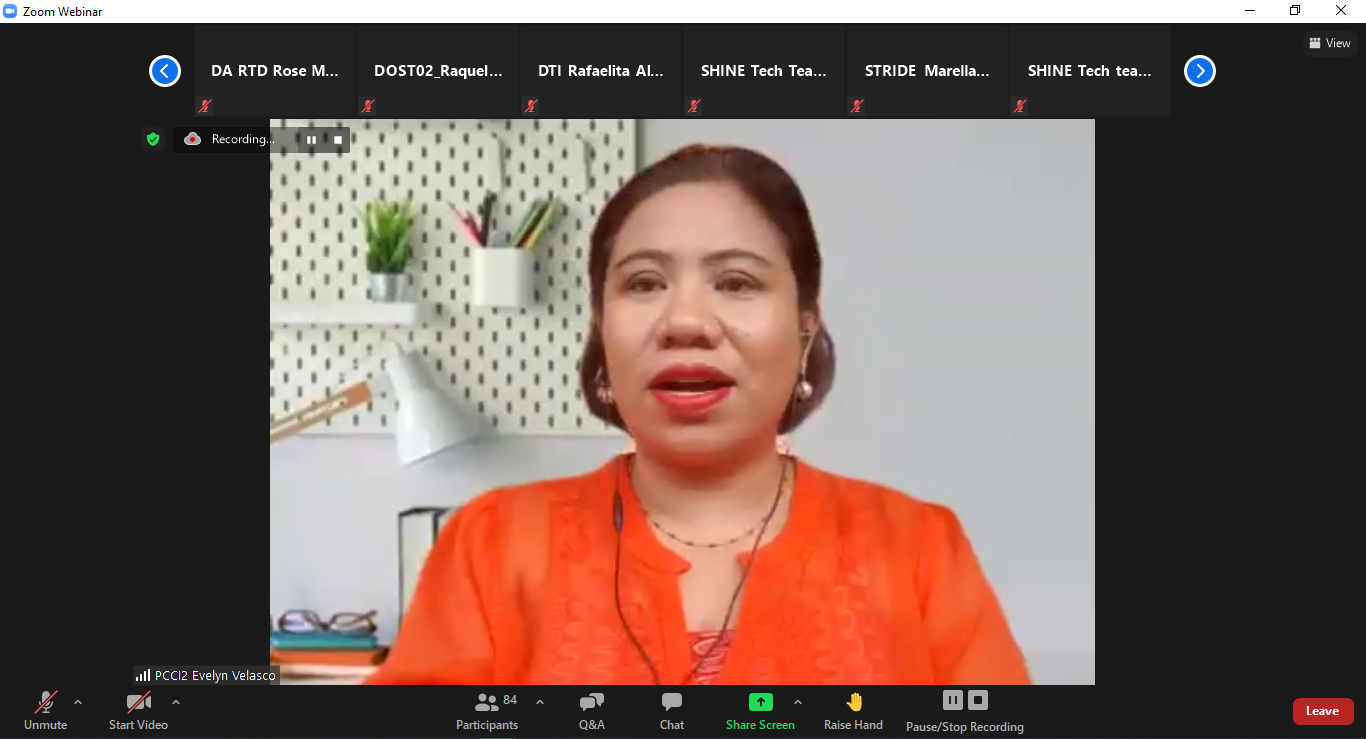 Zoom Webinar
View
DA RTD Rose M...
DOST02_Raquel...
DTI Rafaelita Al...
SHINE Tech Tea...
STRIDE Marella...
SHINE Tech tea...
Recording...
PCCI2 Evelyn Velasco
Unmute
Start Video
84
Participants
Q&A
Chat
Share Screen
Raise Hand
Pause/Stop Recording
Leave